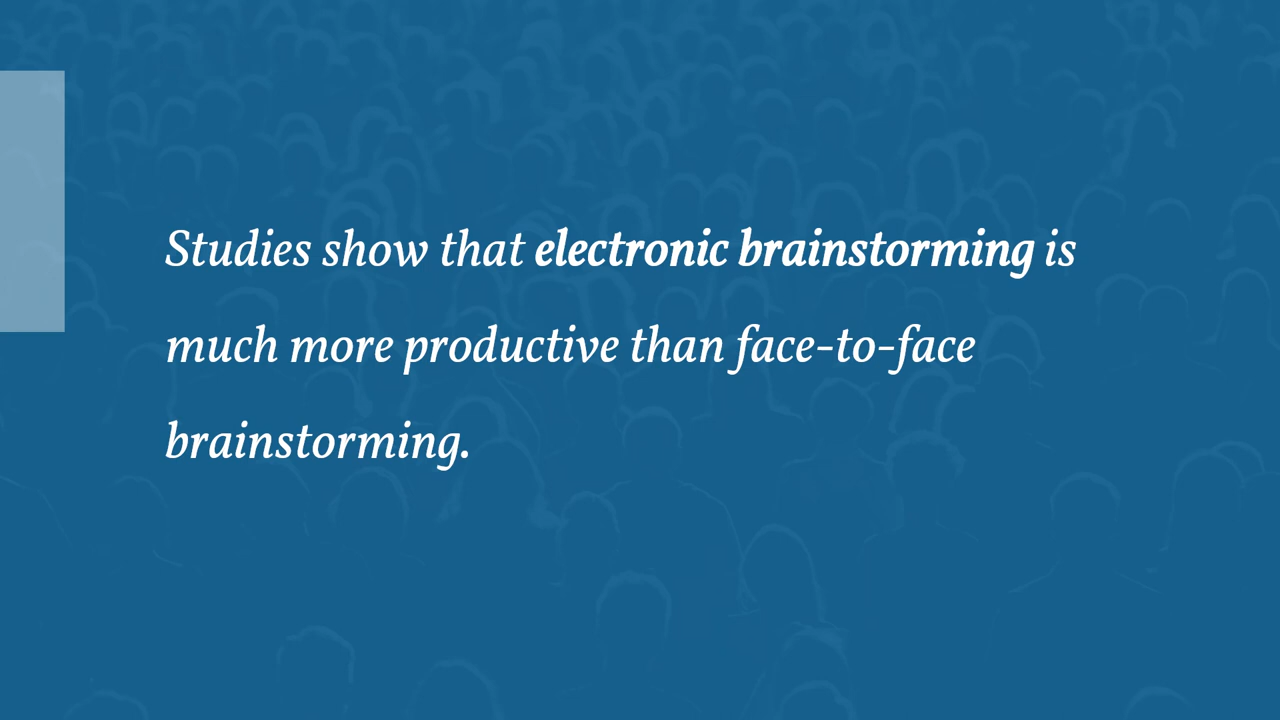 Studies show that electronic brainstorming is
much more productive than face-to-face
brainstorming.